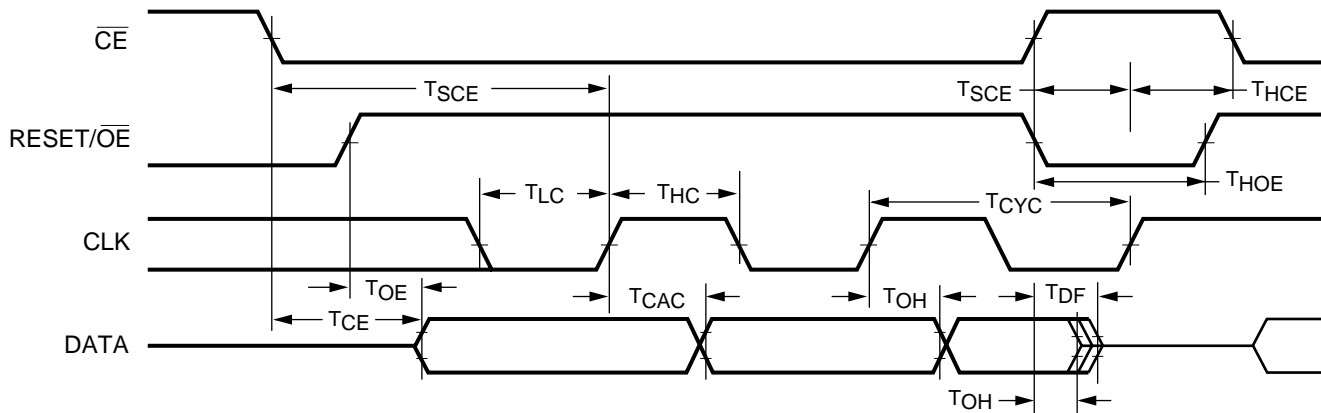 CE
TSCE
TSCE
THCE
RESET/OE
TLC
THC
TCYC
THOE
CLK
TOE
TCAC
TOH
TDF
TCE
DATA
TOH